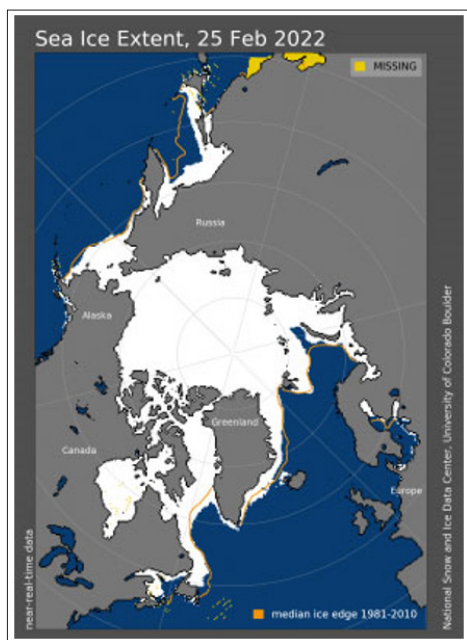 Sea Ice Extent, 25 Feb 2022
MISSING
Russia
Alaska
Greenland
Canada
Europe
near-real-time data
median ice edge 1981-2010
National Snow and Ice Data Center, University of Colorado Boulder